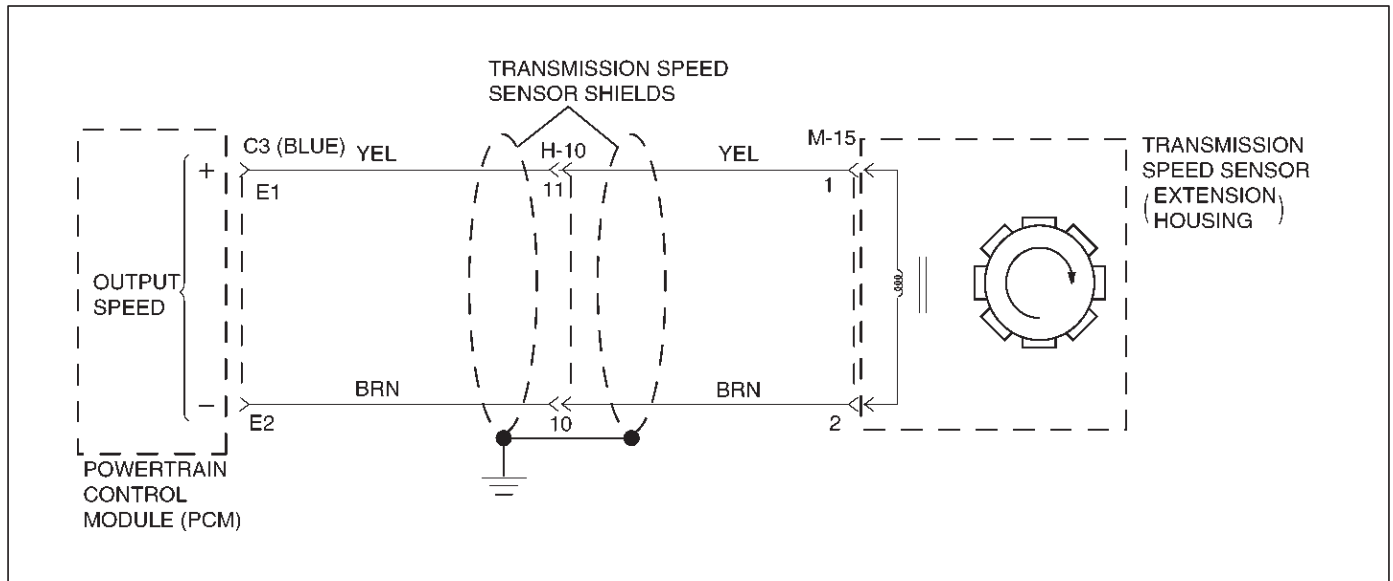 TRANSMISSION SPEED
SENSOR SHIELDS
C3 (BLUE) YEL H-10 YEL M-15
TRANSMISSION
SPEED SENSOR
(EXTENSION
HOUSING)
+
E1 11 1
OUTPUT
SPEED
BRN BRN
−
E2 10 2
POWERTRAIN
CONTROL
MODULE (PCM)